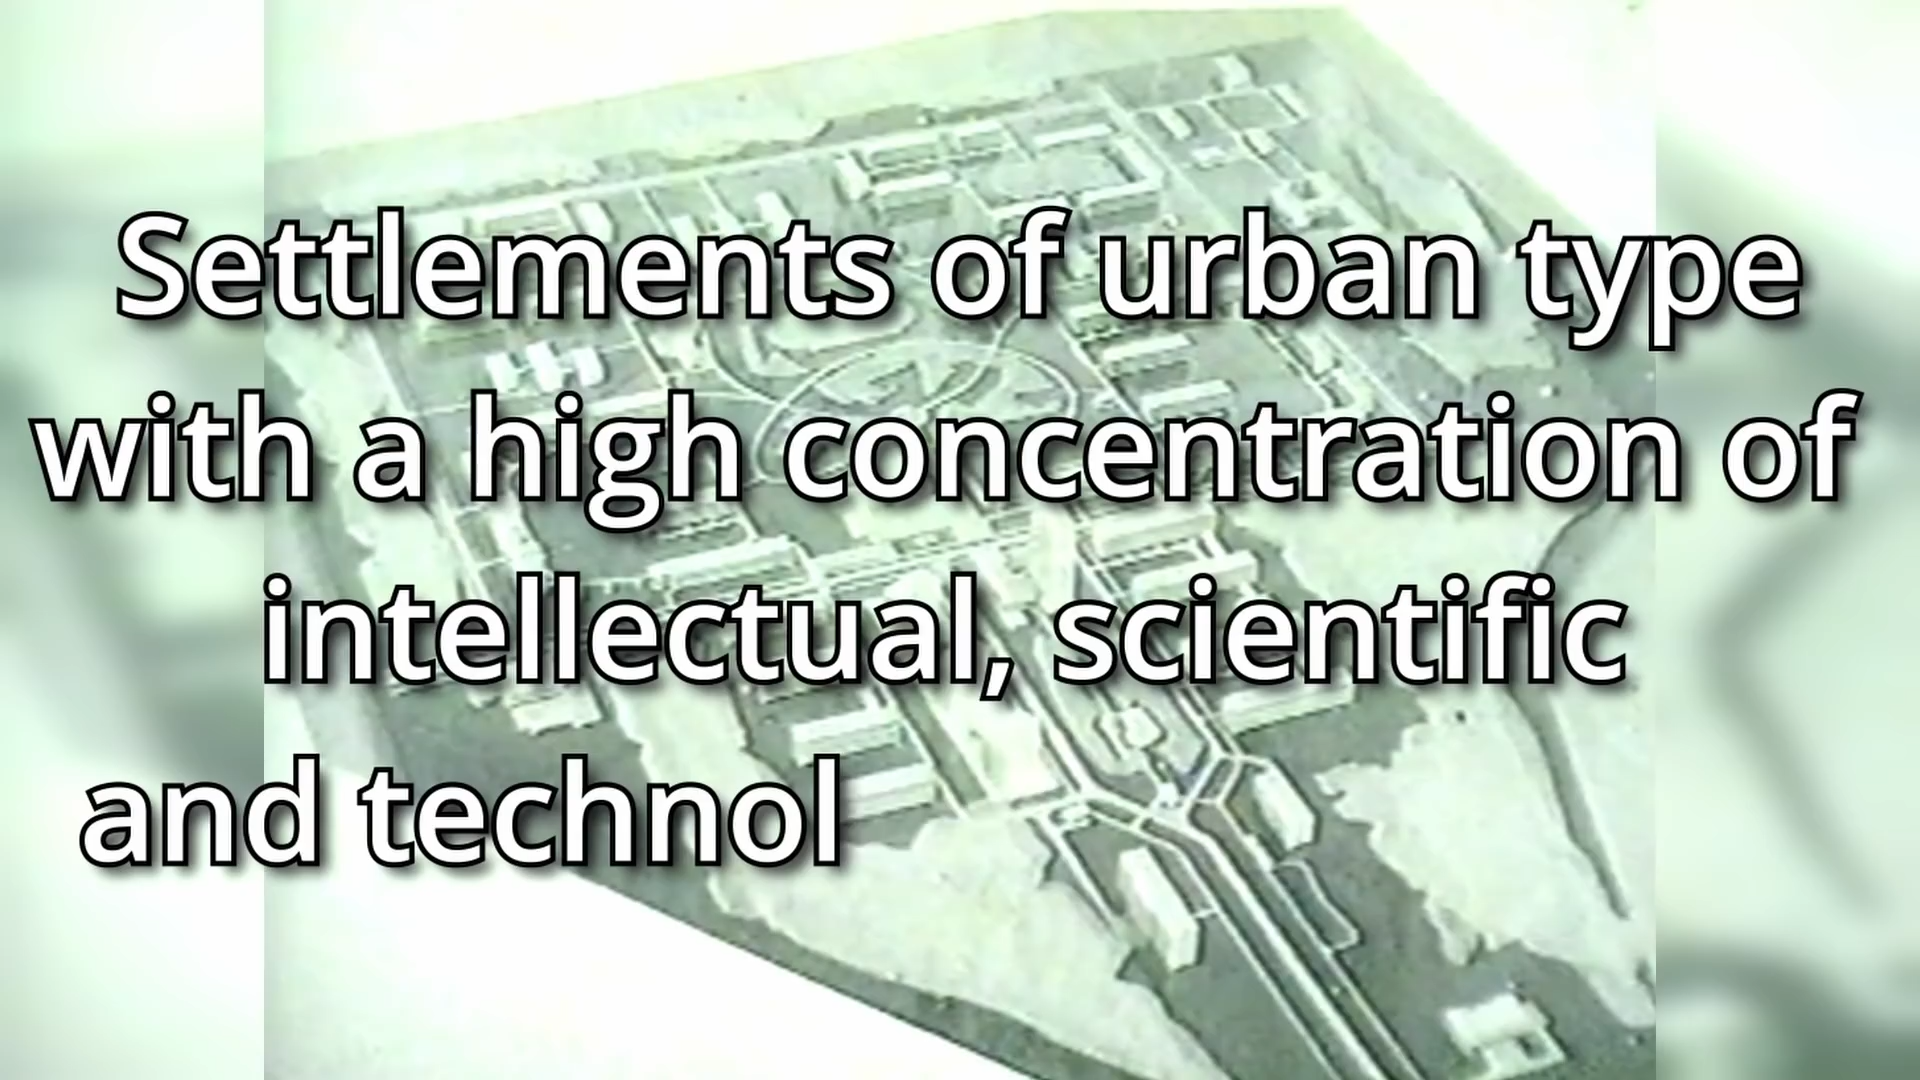 Settlements of urban type
with a high concentration of
intellectual, scientific
and technol